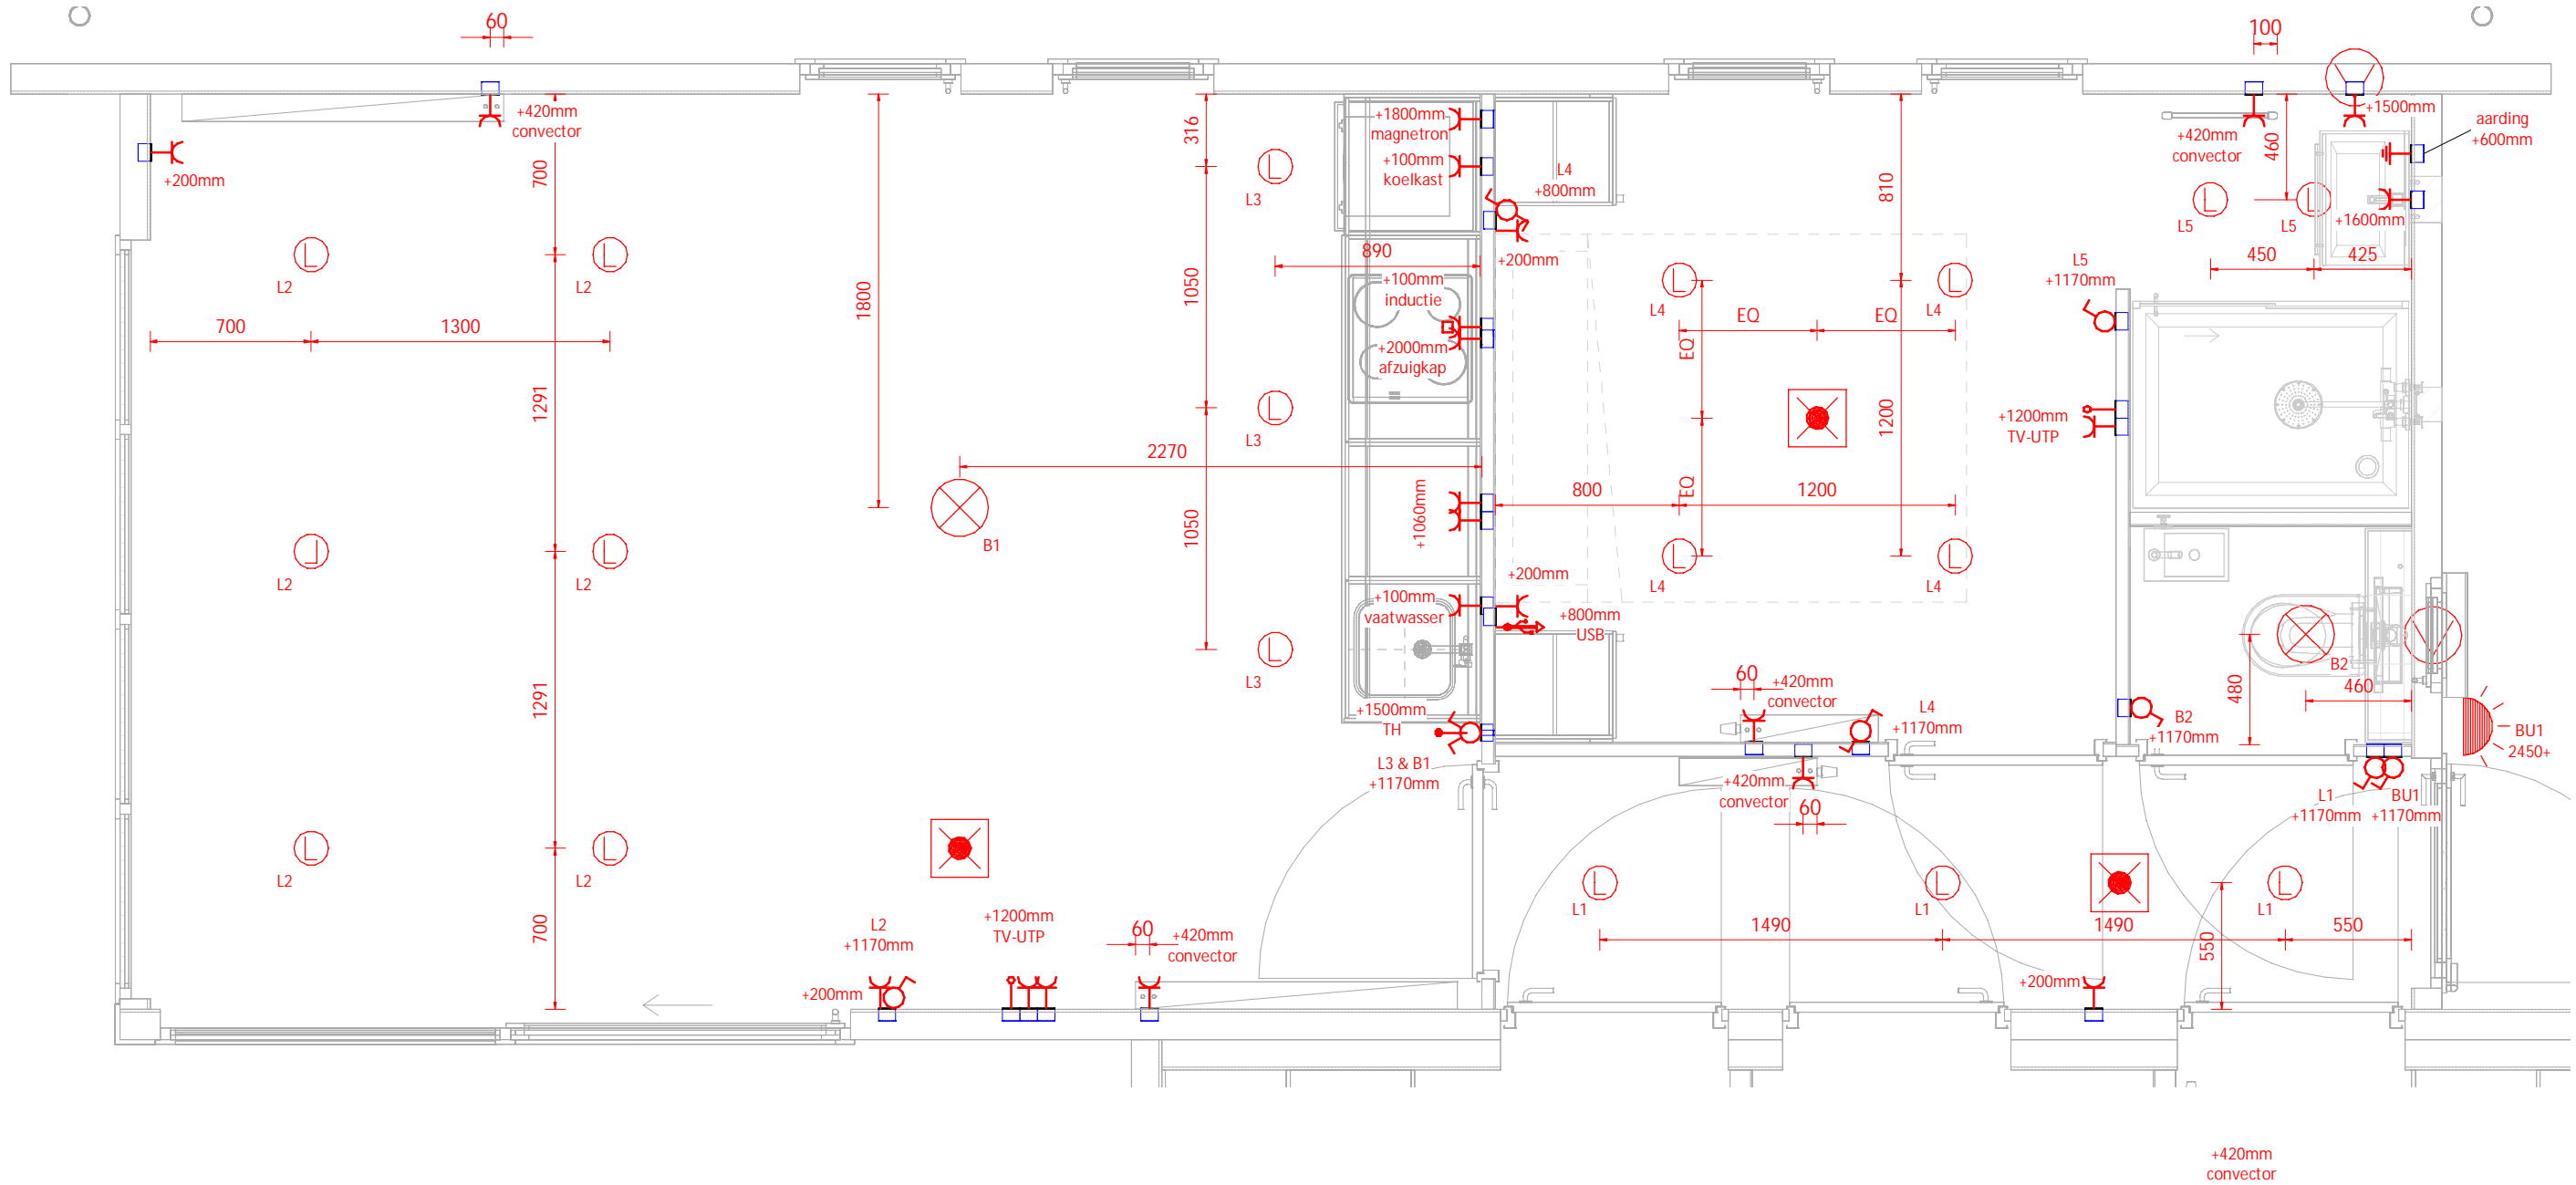 60
100
+420mm
convector
+200mm
700
316
+1800mm
magnetron
+100mm
koelkast
L4
+800mm
+420mm
convector
460
+1500mm
aarding
+600mm
L3
810
L5
L5
+1600mm
L2
L2
700
1300
1800
1050
890
+100mm
inductie
+2000mm
afzuigkap
+200mm
L4
L4
EQ
EQ
EQ
L5
+1170mm
450
425
1291
L3
2270
1200
+1200mm
TV-UTP
EQ
800
1200
B1
1050
+1060mm
L2
L2
+200mm
L4
L4
+100mm
vaatwasser
+800mm
USB
1291
L3
60
+420mm
convector
480
B2
460
+1500mm
TH
L4
+1170mm
B2
+1170mm
BU1
2450+
L3 & B1
+1170mm
+420mm
convector
60
L1
+1170mm
BU1
+1170mm
L2
L2
700
L2
+1170mm
+1200mm
TV-UTP
60
+420mm
convector
L1
L1
L1
1490
1490
550
550
+200mm
+200mm
+420mm
convector